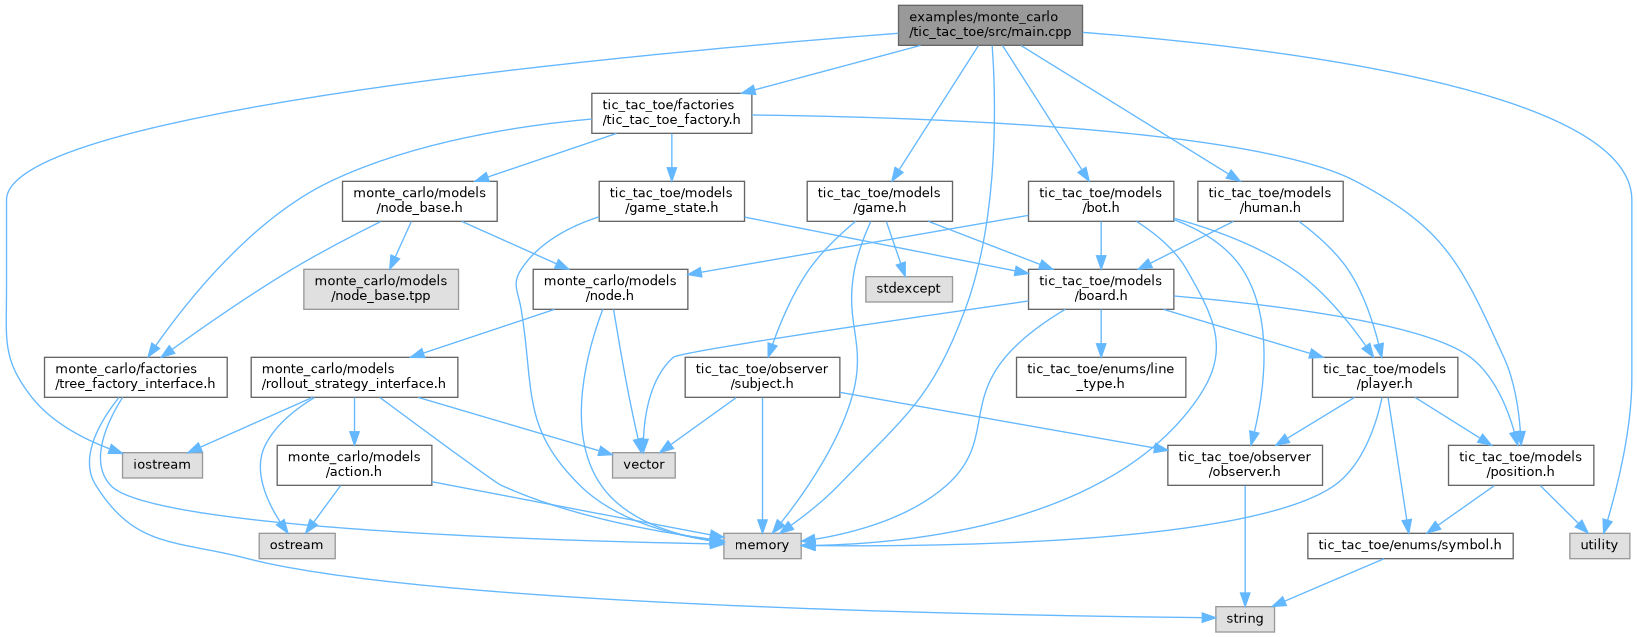 examples/monte_carlo
/tic_tac_toe/src/main.cpp
tic_tac_toe/factories
/tic_tac_toe_factory.h
monte_carlo/models
/node_base.h
tic_tac_toe/models
/game_state.h
tic_tac_toe/models
/game.h
tic_tac_toe/models
/bot.h
tic_tac_toe/models
/human.h
monte_carlo/models
/node_base.tpp
monte_carlo/models
/node.h
stdexcept
tic_tac_toe/models
/board.h
monte_carlo/factories
/tree_factory_interface.h
monte_carlo/models
/rollout_strategy_interface.h
tic_tac_toe/observer
/subject.h
tic_tac_toe/enums/line
_type.h
tic_tac_toe/models
/player.h
iostream
monte_carlo/models
/action.h
vector
tic_tac_toe/observer
/observer.h
tic_tac_toe/models
/position.h
ostream
memory
tic_tac_toe/enums/symbol.h
utility
string